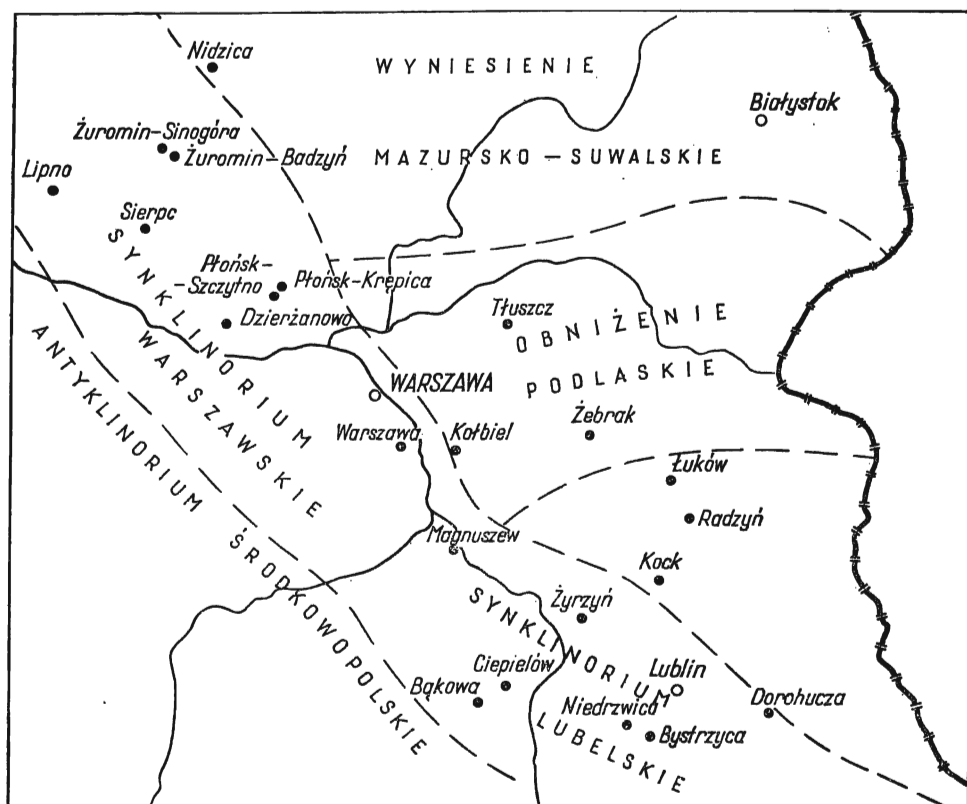 Nidzica
WYNIESIENIE
Białystok
Żuromin-Sinogóra
Żuromin-Badzyń
MAZURSKO-SUWALSKIE
Lipno
Sierpc
Płońsk-
-Szczytno
Płońsk-Krępica
Dzierżanowo
Tłuszcz
OBNIŻENIE
PODLASKIE
SYNKLINORIUM
WARSZAWSKIE
ANTYKLINORIUM ŚRODKOWOPOLSKIE
WARSZAWA
Warszawa
Kołbiel
Żebrak
Łuków
Radzyń
Magnuszew
Kock
Żyrzyń
SYNKLINORIUM
LUBELSKIE
Ciepielów
Bąkowa
Lublin
Niedrzwica
Bystrzyca
Dorohucza